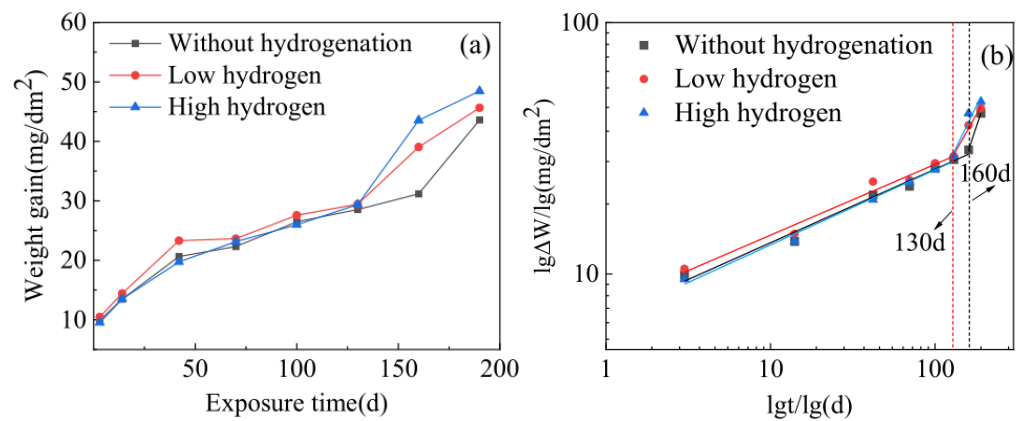 60
50
40
30
20
10
50
100
150
200
Weight gain(mg/dm²)
Exposure time(d)
Without hydrogenation
Low hydrogen
High hydrogen
(a)
100
10
1
10
100
lgΔW/lg(mg/dm²)
lgt/lg(d)
Without hydrogenation
Low hydrogen
High hydrogen
(b)
160d
130d